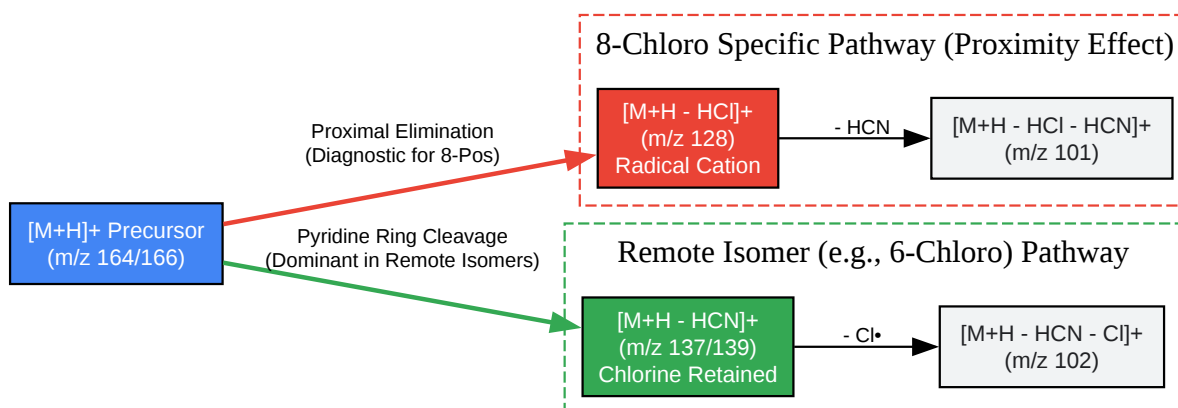 8-Chloro Specific Pathway (Proximity Effect)
[M+H - HCl]+
(m/z 128)
Radical Cation
- HCN
[M+H - HCl - HCN]+
(m/z 101)
Proximal Elimination
(Diagnostic for 8-Pos)
[M+H]+ Precursor
(m/z 164/166)
Pyridine Ring Cleavage
(Dominant in Remote Isomers)
Remote Isomer (e.g., 6-Chloro) Pathway
[M+H - HCN]+
(m/z 137/139)
Chlorine Retained
- Cl•
[M+H - HCN - Cl]+
(m/z 102)